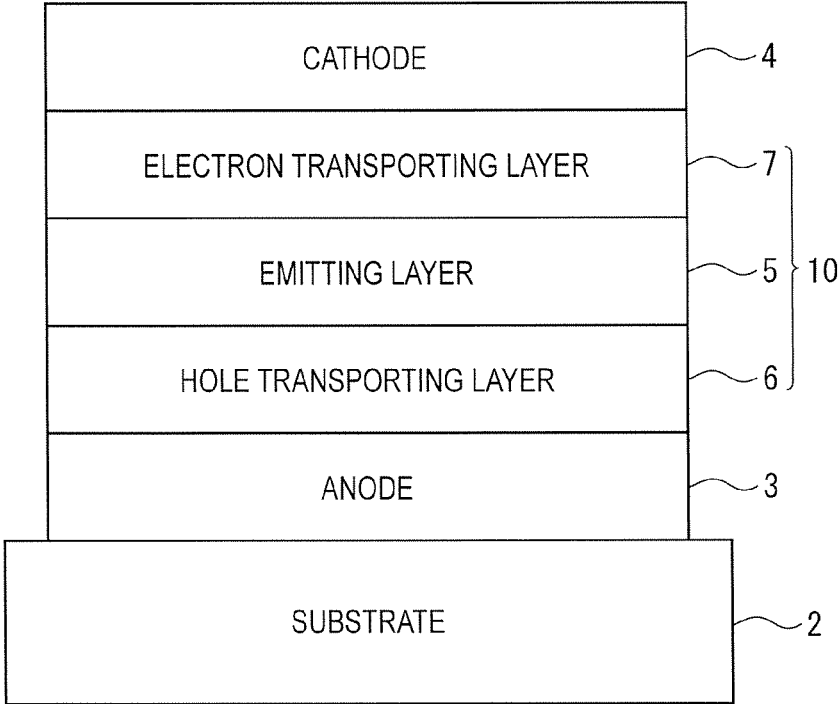 CATHODE 4
ELECTRON TRANSPORTING LAYER 7
EMITTING LAYER 5 10
HOLE TRANSPORTING LAYER 6
ANODE 3
SUBSTRATE 2